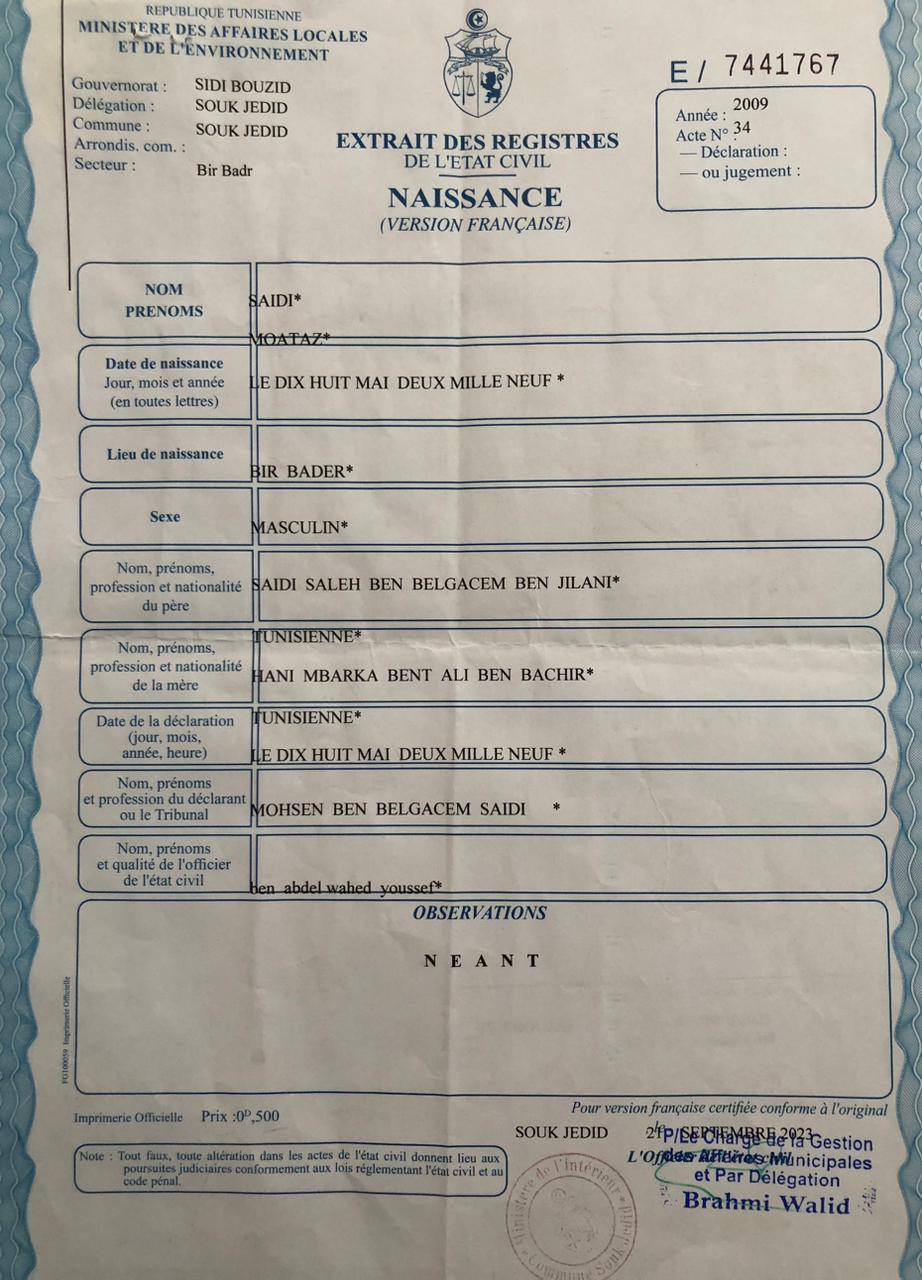 REPUBLIQUE TUNISIENNE
MINISTERE DES AFFAIRES LOCALES
ET DE L'ENVIRONNEMENT
Gouvernorat : SIDI BOUZID
Délégation : SOUK JEDID
Commune : SOUK JEDID
Arrondis. com. :
Secteur : Bir Badr
EXTRAIT DES REGISTRES
DE L'ETAT CIVIL
NAISSANCE
(VERSION FRANÇAISE)
E / 7441767
Année : 2009
Acte N° : 34
— Déclaration :
— ou jugement :
NOM
PRENOMS
SAIDI*
MOATAZ*
Date de naissance
Jour, mois et année
(en toutes lettres)
LE DIX HUIT MAI DEUX MILLE NEUF *
Lieu de naissance
BIR BADER*
Sexe
MASCULIN*
Nom, prénoms,
profession et nationalité
du père
SAIDI SALEH BEN BELGACEM BEN JILANI*
TUNISIENNE*
Nom, prénoms,
profession et nationalité
de la mère
HANI MBARKA BENT ALI BEN BACHIR*
TUNISIENNE*
Date de la déclaration
(jour, mois,
année, heure)
LE DIX HUIT MAI DEUX MILLE NEUF *
Nom, prénoms
et profession du déclarant
ou le Tribunal
MOHSEN BEN BELGACEM SAIDI *
Nom, prénoms
et qualité de l'officier
de l'état civil
ben abdel wahed youssef*
OBSERVATIONS
N E A N T
FG100059 Imprimerie Officielle
Imprimerie Officielle Prix :0ᴰ,500
Pour version française certifiée conforme à l'original
SOUK JEDID SEPTEMBRE 2023
Note : Tout faux, toute altération dans les actes de l'état civil donnent lieu aux
poursuites judiciaires conformement aux lois réglementant l'état civil et au
code pénal.
P/Le Chargé de la Gestion
des Affaires Municipales
et Par Délégation
Brahmi Walid
Ministère de l'intérieur
Commune Souk